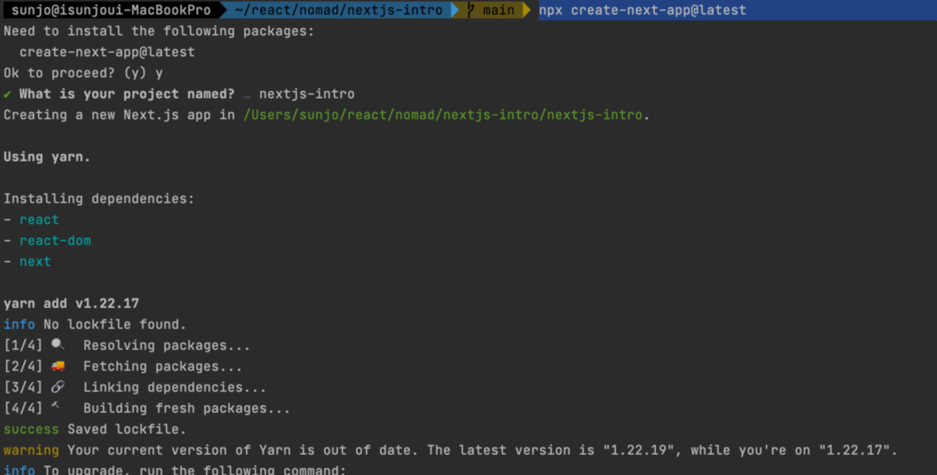 sunjo@isunjoui-MacBookPro ~/react/nomad/nextjs-intro main npx create-next-app@latest
Need to install the following packages:
create-next-app@latest
Ok to proceed? (y) y
✔ What is your project named? … nextjs-intro
Creating a new Next.js app in /Users/sunjo/react/nomad/nextjs-intro/nextjs-intro.
Using yarn.
Installing dependencies:
- react
- react-dom
- next
yarn add v1.22.17
info No lockfile found.
[1/4] 🔍 Resolving packages...
[2/4] 🚚 Fetching packages...
[3/4] 🔗 Linking dependencies...
[4/4] 🔨 Building fresh packages...
success Saved lockfile.
warning Your current version of Yarn is out of date. The latest version is "1.22.19", while you're on "1.22.17".
info To upgrade, run the following command: